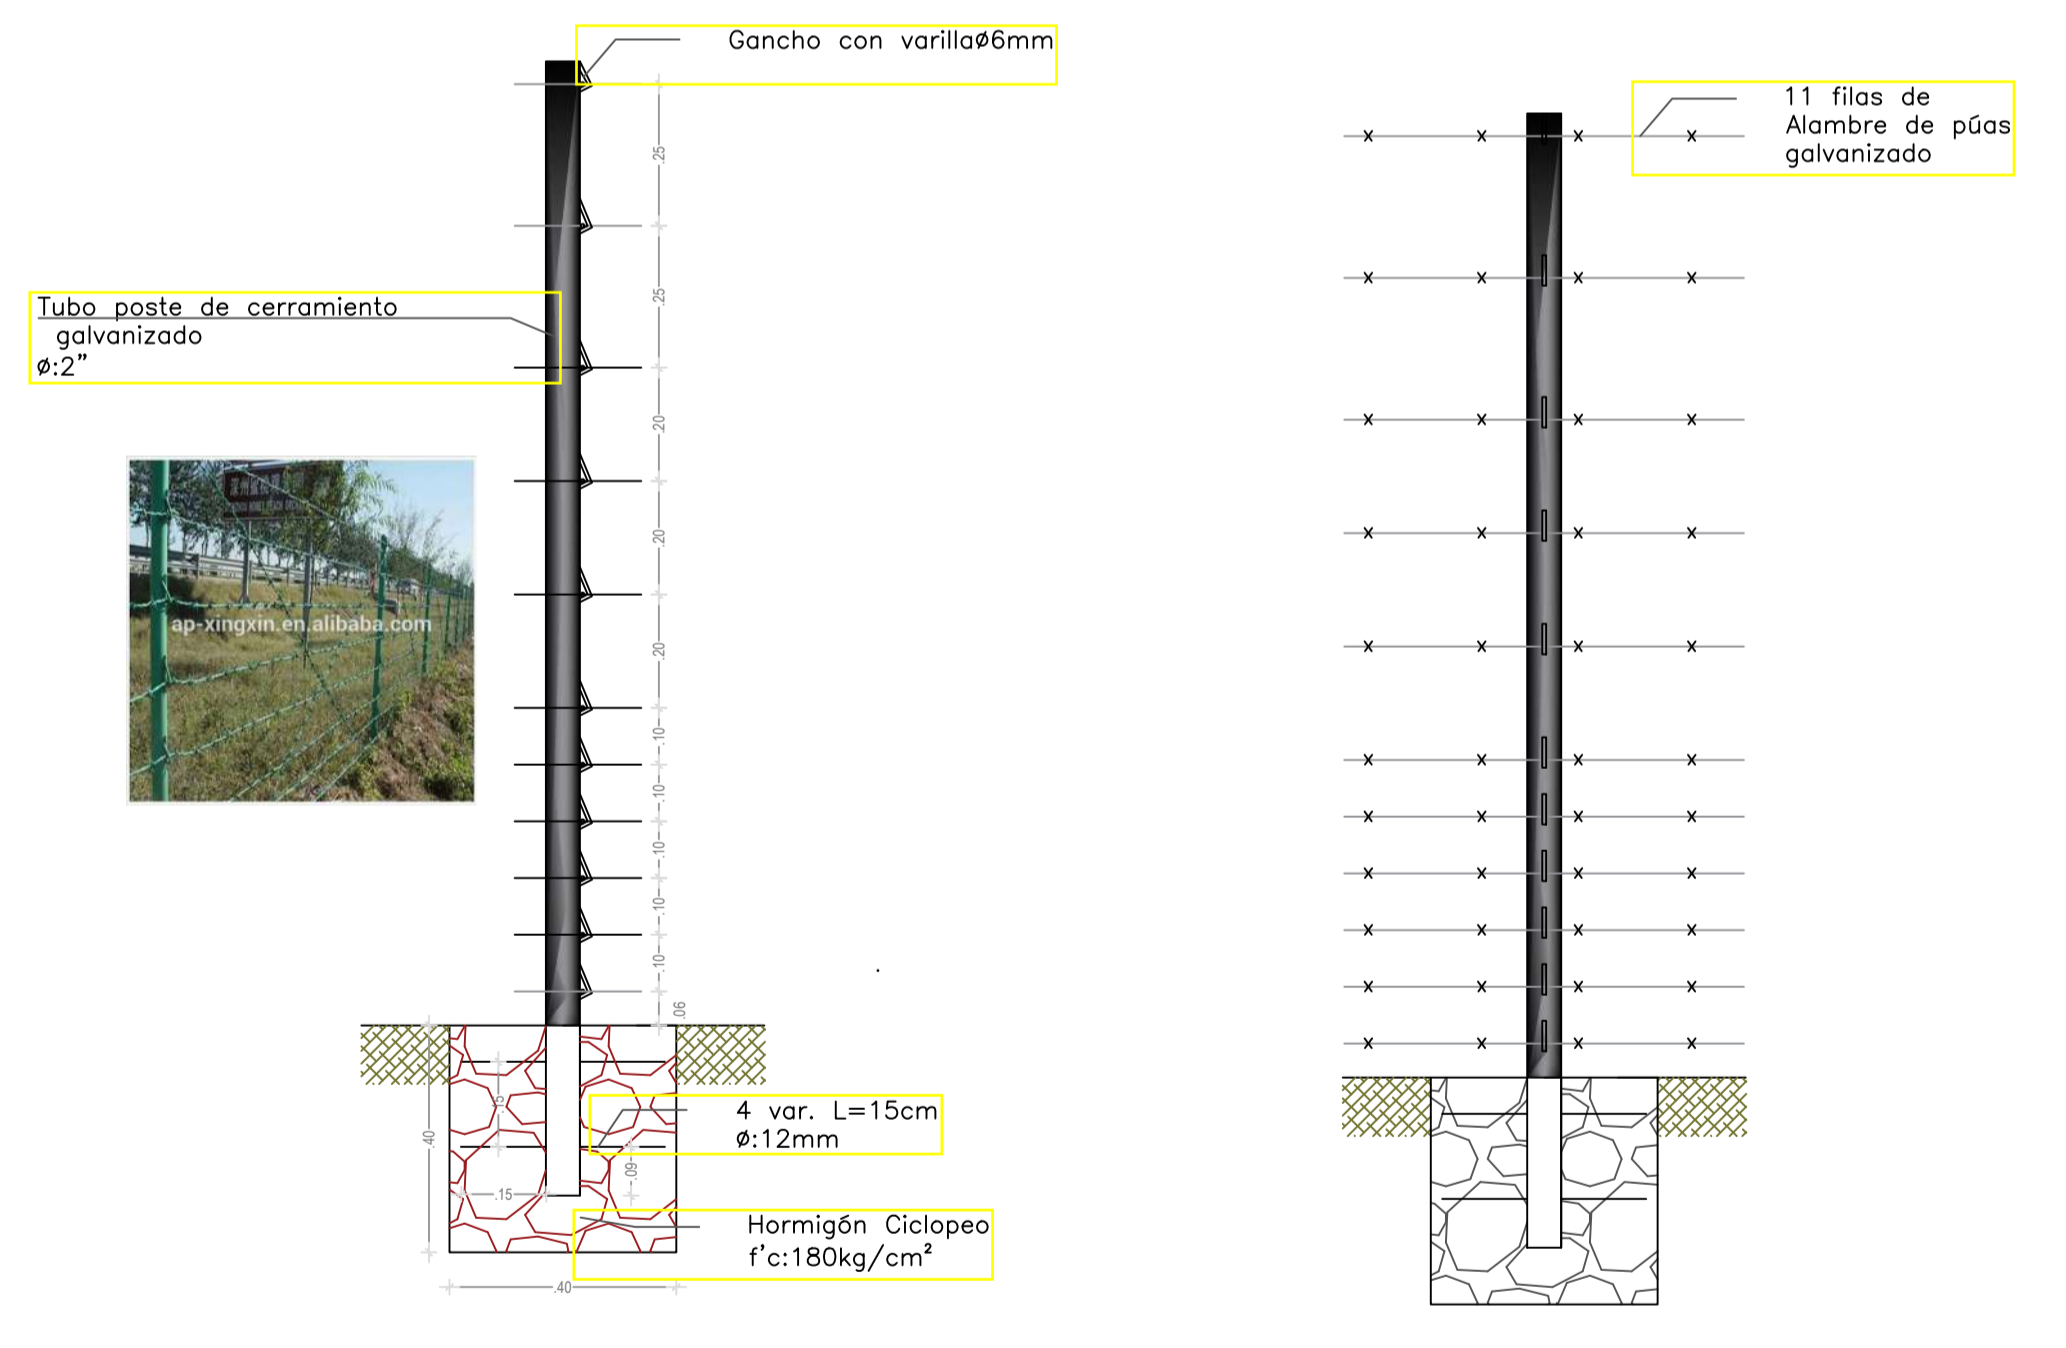 Gancho con varillaø6mm
11 filas de
Alambre de púas
galvanizado
.25
.25
Tubo poste de cerramiento
galvanizado
ø:2"
.20
.20
ap-xingxin.en.alibaba.com
.20
.10
.10
.10
.10
.10
.06
.15
4 var. L=15cm
ø:12mm
.40
.09
.15
Hormigón Ciclopeo
f'c:180kg/cm²
.40